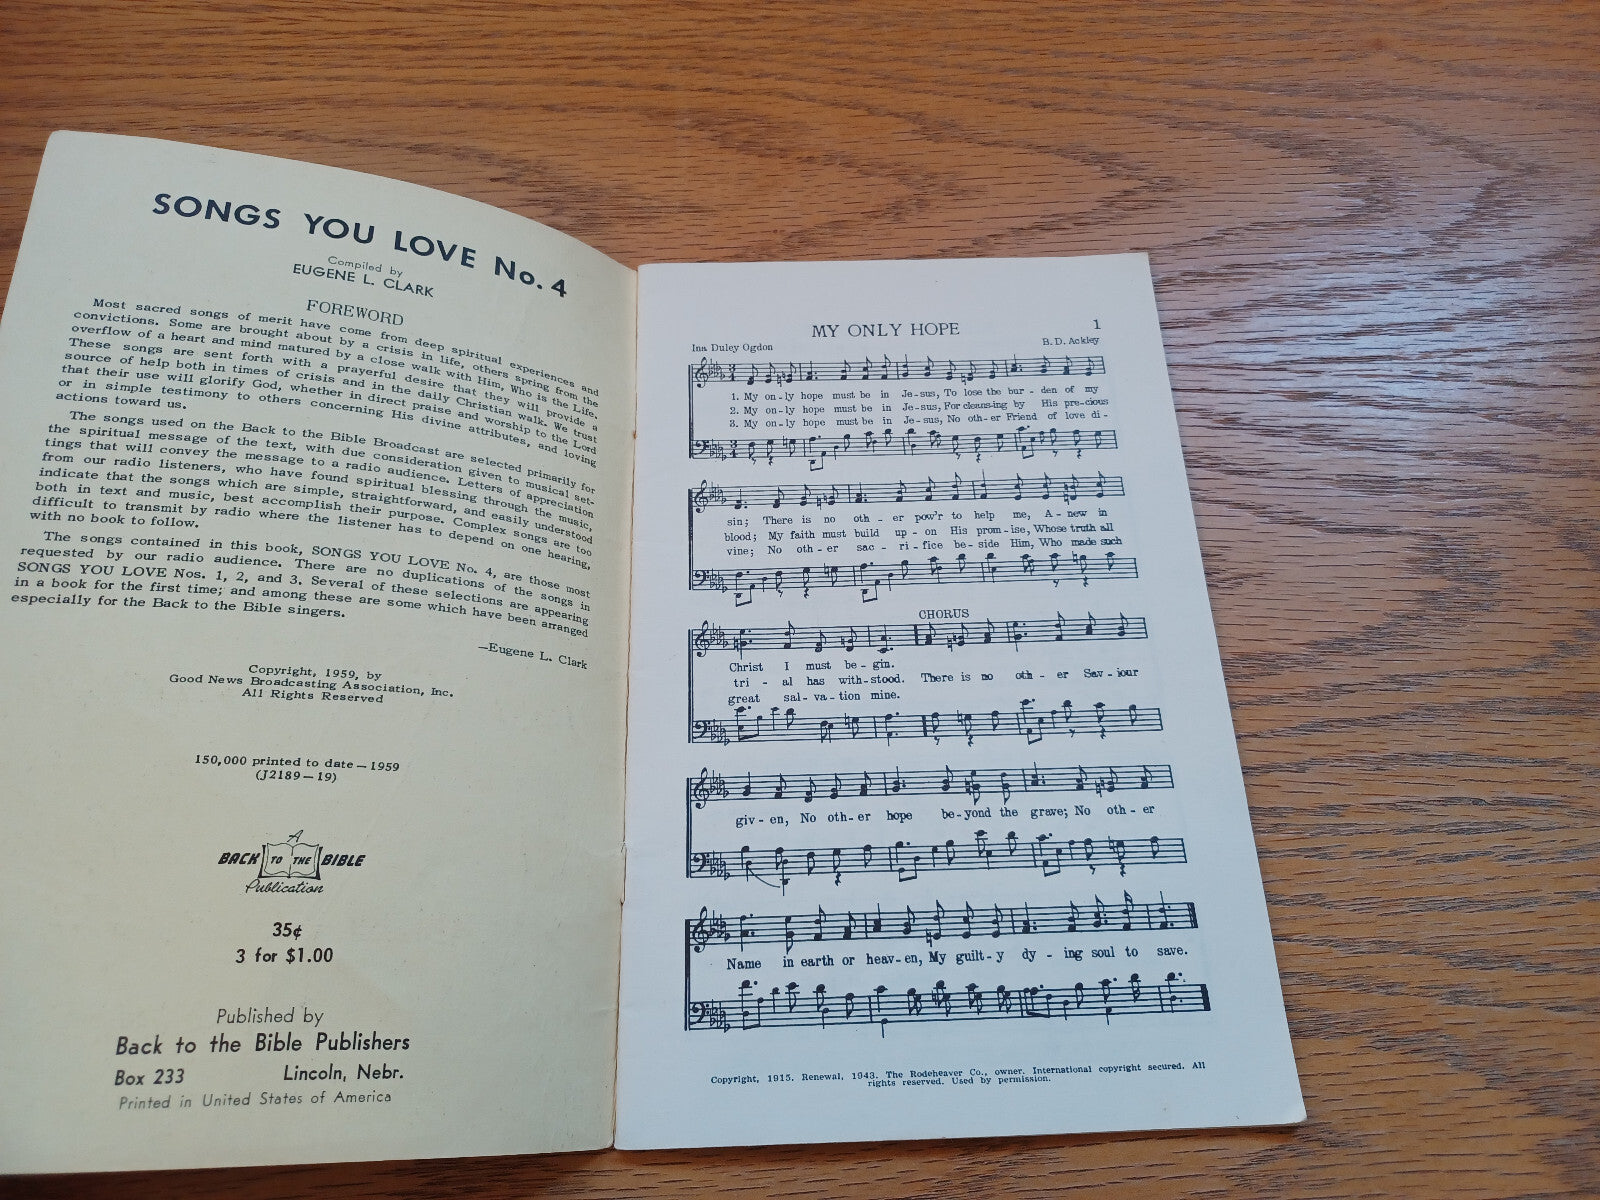 SONGS YOU LOVE No. 4
Compiled by
EUGENE L. CLARK
FOREWORD
Most sacred songs of merit have come from deep spiritual experiences and
convictions. Some are brought about by a crisis in life, others spring from the
overflow of a heart and mind matured by a close walk with Him, Who is the Life.
These songs are sent forth with a prayerful desire that they will provide a
source of help both in times of crisis and in the daily Christian walk. We trust
that their use will glorify God, whether in direct praise and worship to the Lord
or in simple testimony to others concerning His divine attributes, and loving
actions toward us.
The songs used on the Back to the Bible Broadcast are selected primarily for
the spiritual message of the text, with due consideration given to musical set-
tings that will convey the message to a radio audience. Letters of appreciation
from our radio listeners, who have found spiritual blessing through the music,
indicate that the songs which are simple, straightforward, and easily understood
both in text and music, best accomplish their purpose. Complex songs are too
difficult to transmit by radio where the listener has to depend on one hearing,
with no book to follow.
The songs contained in this book, SONGS YOU LOVE No. 4, are those most
requested by our radio audience. There are no duplications of the songs in
SONGS YOU LOVE Nos. 1, 2, and 3. Several of these selections are appearing
in a book for the first time; and among these are some which have been arranged
especially for the Back to the Bible singers.
—Eugene L. Clark
Copyright, 1959, by
Good News Broadcasting Association, Inc.
All Rights Reserved
150,000 printed to date — 1959
(J2189—19)
A
BACK TO THE BIBLE
Publication
35¢
3 for $1.00
Published by
Back to the Bible Publishers
Box 233 Lincoln, Nebr.
Printed in United States of America
MY ONLY HOPE 1
Ina Duley Ogdon B. D. Ackley
1. My on-ly hope must be in Je-sus, To lose the bur - den of my
2. My on-ly hope must be in Je-sus, For cleans-ing by His pre-cious
3. My on-ly hope must be in Je-sus, No oth-er Friend of love di -
sin; There is no oth - er pow'r to help me, A - new in
blood; My faith must build up - on His prom-ise, Whose truth all
vine; No oth-er sac - ri - fice be- side Him, Who made such
CHORUS
Christ I must be - gin.
tri - al has with-stood. There is no oth - er Sav-iour
great sal - va - tion mine.
giv - en, No oth- er hope be-yond the grave; No oth - er
Name in earth or heav-en, My guilt-y dy - ing soul to save.
Copyright, 1915. Renewal, 1943. The Rodeheaver Co., owner. International copyright secured. All
rights reserved. Used by permission.